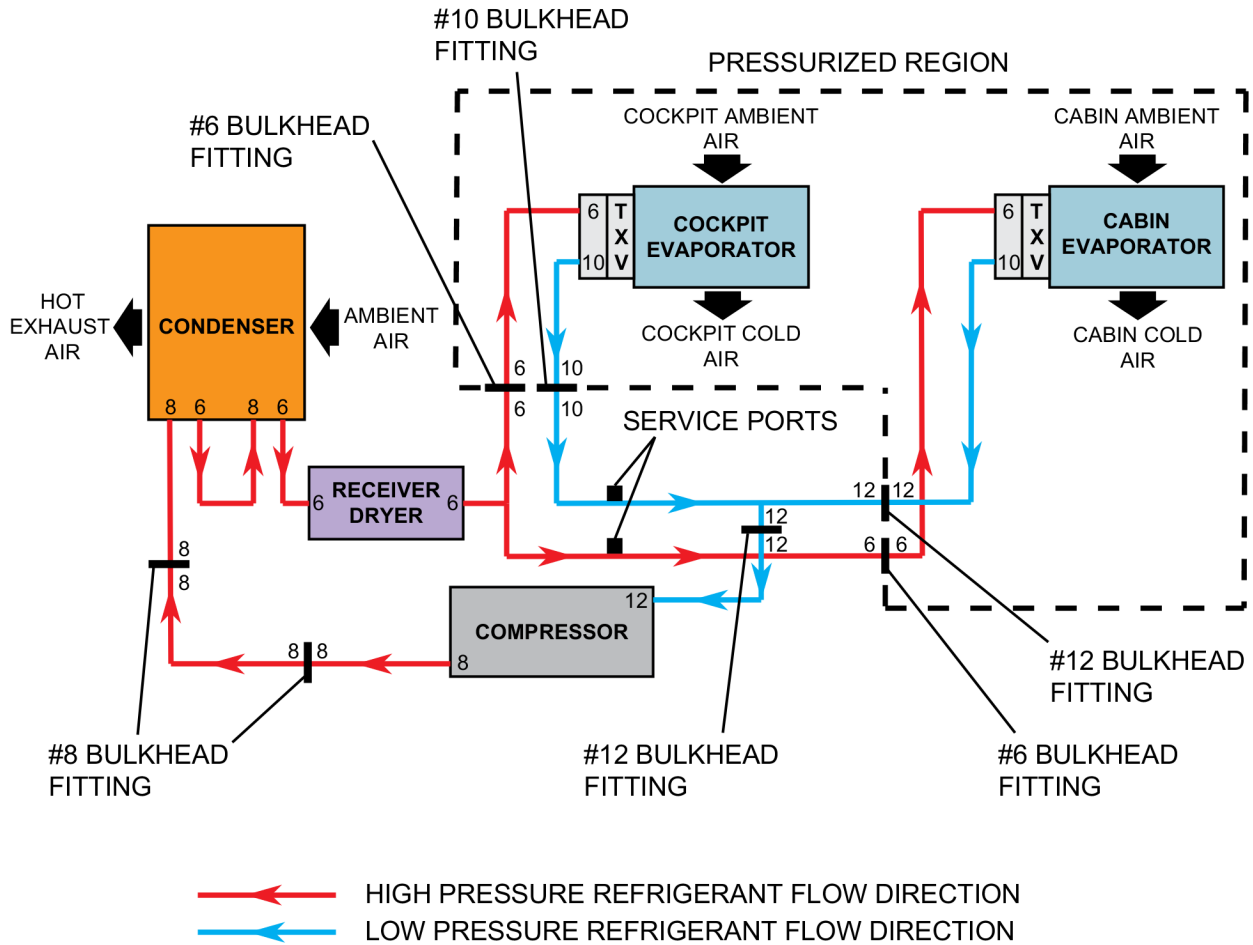 #10 BULKHEAD
FITTING
PRESSURIZED REGION
#6 BULKHEAD
FITTING
COCKPIT AMBIENT
AIR
CABIN AMBIENT
AIR
6
10
T
X
V
COCKPIT
EVAPORATOR
6
10
T
X
V
CABIN
EVAPORATOR
HOT
EXHAUST
AIR
CONDENSER
AMBIENT
AIR
COCKPIT COLD
AIR
CABIN COLD
AIR
8 6 8 6
6
6
10
10
SERVICE PORTS
6
RECEIVER
DRYER
6
12 12
12
12
6 6
8
8
12
COMPRESSOR
8
8 8
#12 BULKHEAD
FITTING
#8 BULKHEAD
FITTING
#12 BULKHEAD
FITTING
#6 BULKHEAD
FITTING
HIGH PRESSURE REFRIGERANT FLOW DIRECTION
LOW PRESSURE REFRIGERANT FLOW DIRECTION